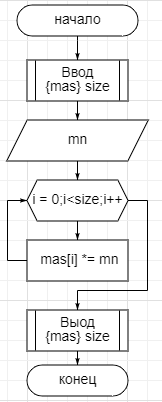 начало
Ввод
{mas} size
mn
i = 0;i<size;i++
mas[i] *= mn
Выод
{mas} size
конец